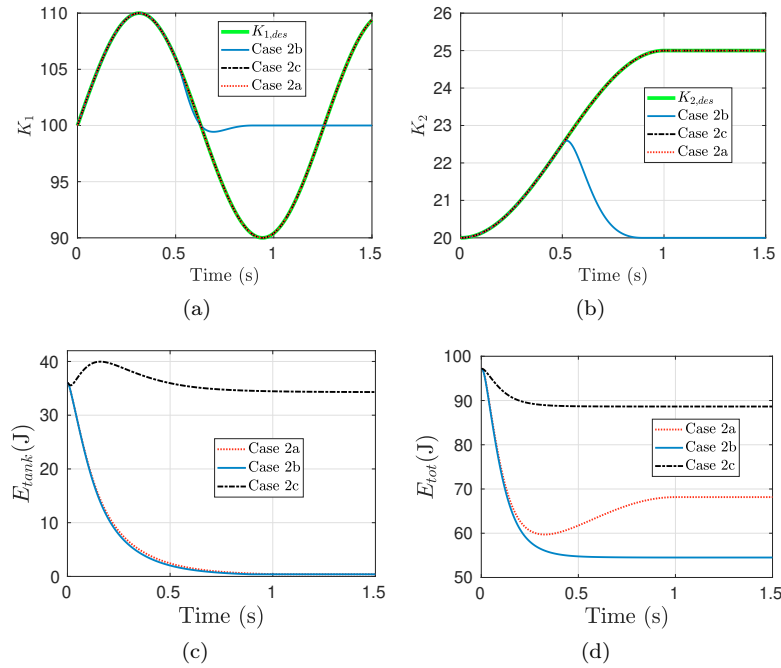 110
105
100
95
90
K1
0
0.5
1
1.5
Time (s)
K1,des
Case 2b
Case 2c
Case 2a
(a)
26
25
24
23
22
21
20
K2
0
0.5
1
1.5
Time (s)
K2,des
Case 2b
Case 2c
Case 2a
(b)
40
30
20
10
0
Etank(J)
0
0.5
1
1.5
Time (s)
Case 2a
Case 2b
Case 2c
(c)
100
90
80
70
60
50
Etot(J)
0
0.5
1
1.5
Time (s)
Case 2a
Case 2b
Case 2c
(d)